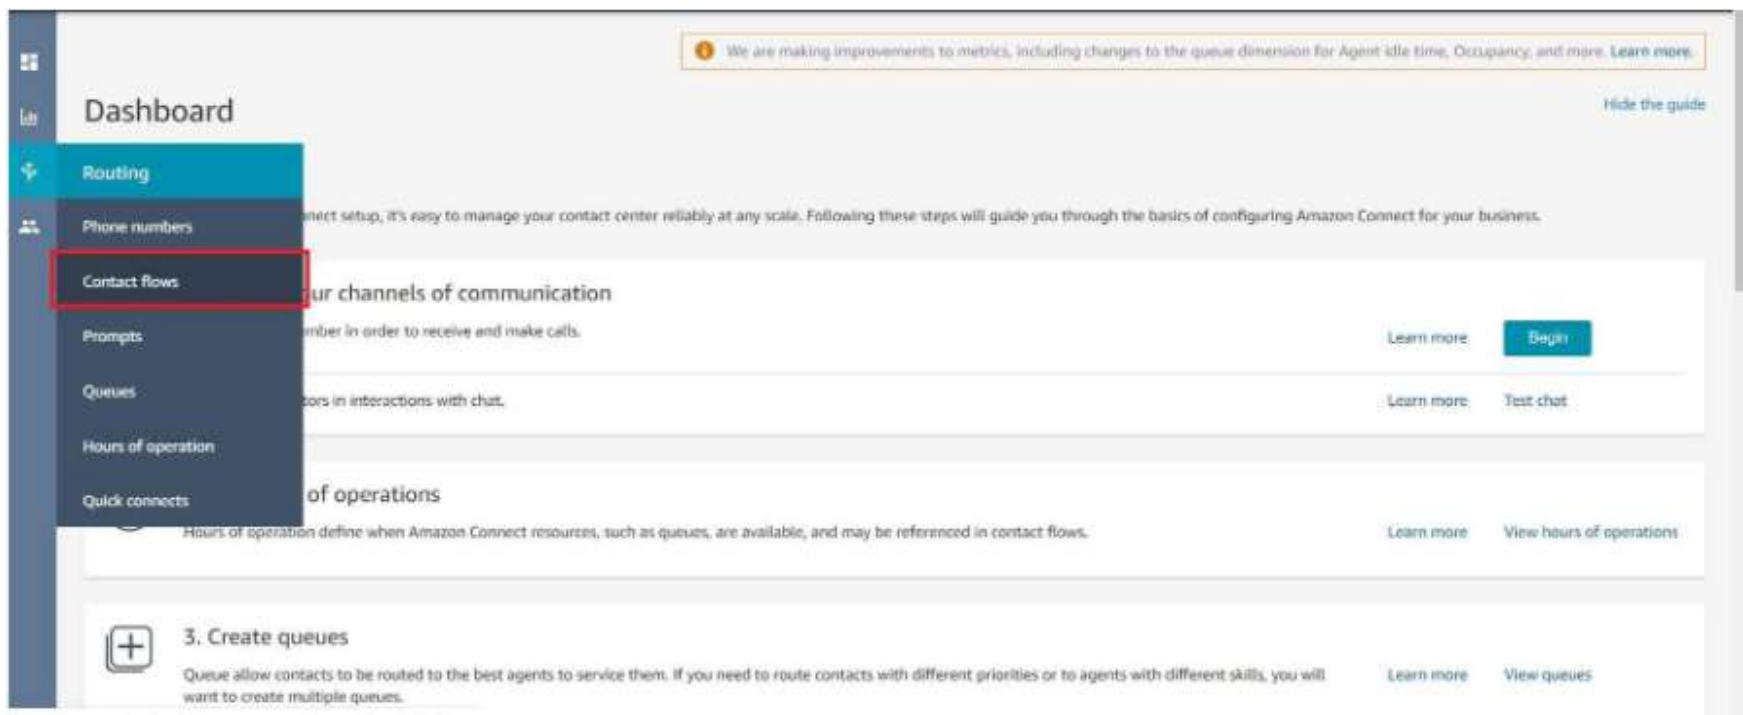 We are making improvements to metrics, including changes to the queue dimension for Agent idle time, Occupancy, and more. Learn more.
Dashboard
Hide the guide
Routing
Phone numbers
nect setup, it's easy to manage your contact center reliably at any scale. Following these steps will guide you through the basics of configuring Amazon Connect for your business.
Contact flows
ur channels of communication
Prompts
mber in order to receive and make calls.
Learn more
Begin
Queues
tors in interactions with chat.
Learn more
Test chat
Hours of operation
Quick connects
of operations
Hours of operation define when Amazon Connect resources, such as queues, are available, and may be referenced in contact flows.
Learn more
View hours of operations
3. Create queues
Queue allow contacts to be routed to the best agents to service them. If you need to route contacts with different priorities or to agents with different skills, you will
want to create multiple queues.
Learn more
View queues